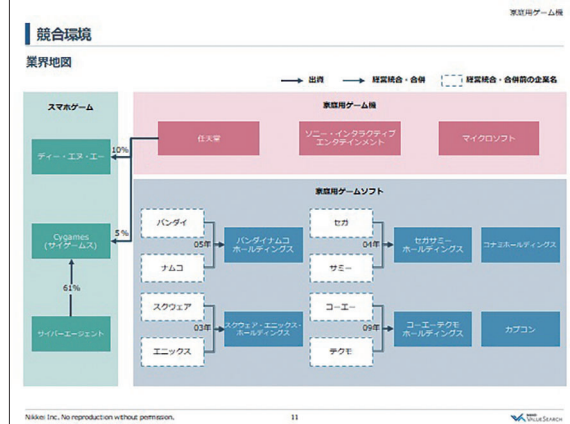 家庭用ゲーム機
競合環境
業界地図
出資
経営統合・合併
経営統合・合併前の企業名
スマホゲーム
ディー・エヌ・エー
10%
Cygames
(サイゲームス)
5%
61%
サイバーエージェント
家庭用ゲーム機
任天堂
ソニー・インタラクティブ
エンタテインメント
マイクロソフト
家庭用ゲームソフト
バンダイ
ナムコ
05年
バンダイナムコ
ホールディングス
セガ
サミー
04年
セガサミー
ホールディングス
コナミホールディングス
スクウェア
エニックス
03年
スクウェア・エニックス・
ホールディングス
コーエー
テクモ
09年
コーエーテクモ
ホールディングス
カプコン
Nikkei Inc. No reproduction without permission.
11
NIKKEI
VALUE SEARCH